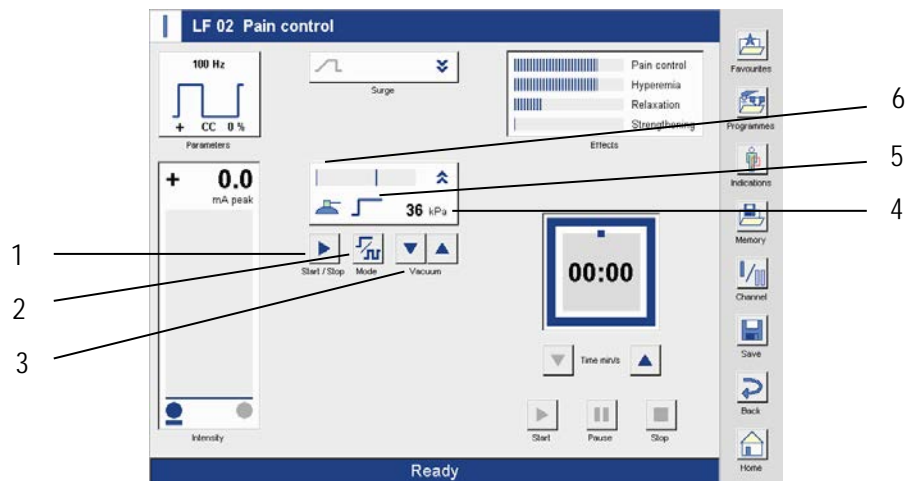 LF 02 Pain control
100 Hz
+ CC 0 %
Parameters
Surge
Pain control
Hyperemia
Relaxation
Strengthening
Effects
+ 0.0
mA peak
Intensity
36 kPa
Start / Stop
Mode
Vacuum
00:00
Time min/s
Start
Pause
Stop
Ready
Favourites
Programmes
Indications
Memory
Channel
Save
Back
Home
1
2
3
6
5
4